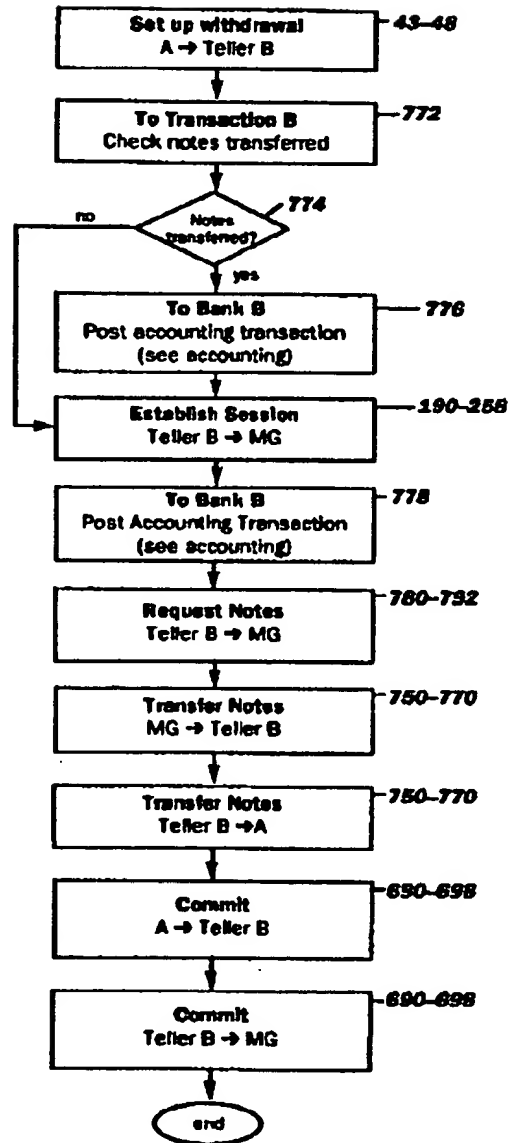 Set up withdrawal
A → Teller B
43–48
To Transaction B
Check notes transferred
772
774
Notes
transferred?
no
yes
To Bank B
Post accounting transaction
(see accounting)
776
Establish Session
Teller B → MG
190–258
To Bank B
Post Accounting Transaction
(see accounting)
778
Request Notes
Teller B → MG
780–792
Transfer Notes
MG → Teller B
750–770
Transfer Notes
Teller B → A
750–770
Commit
A → Teller B
690–698
Commit
Teller B → MG
690–698
end